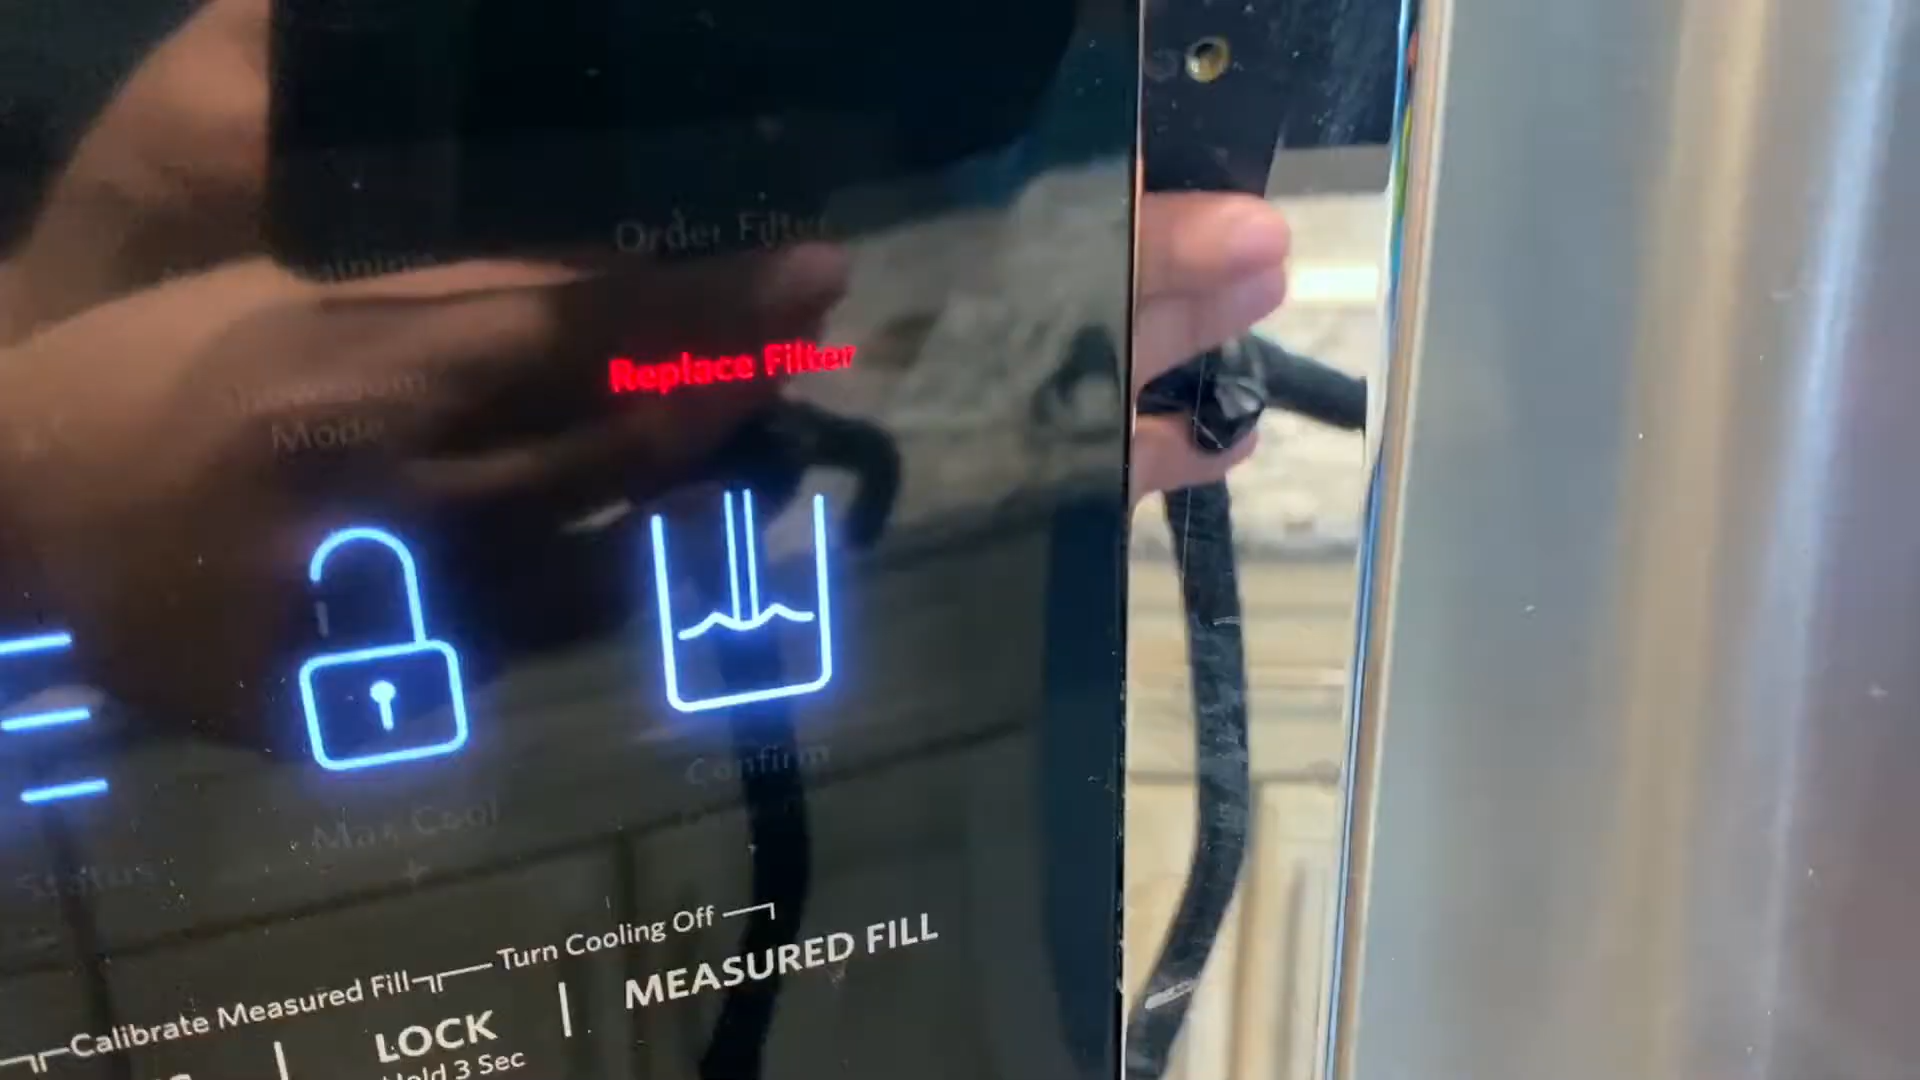 Order Filter
Replace Filter
Mode
Confirm
Max Cool
Status
Turn Cooling Off
MEASURED FILL
Calibrate Measured Fill
LOCK
Hold 3 Sec